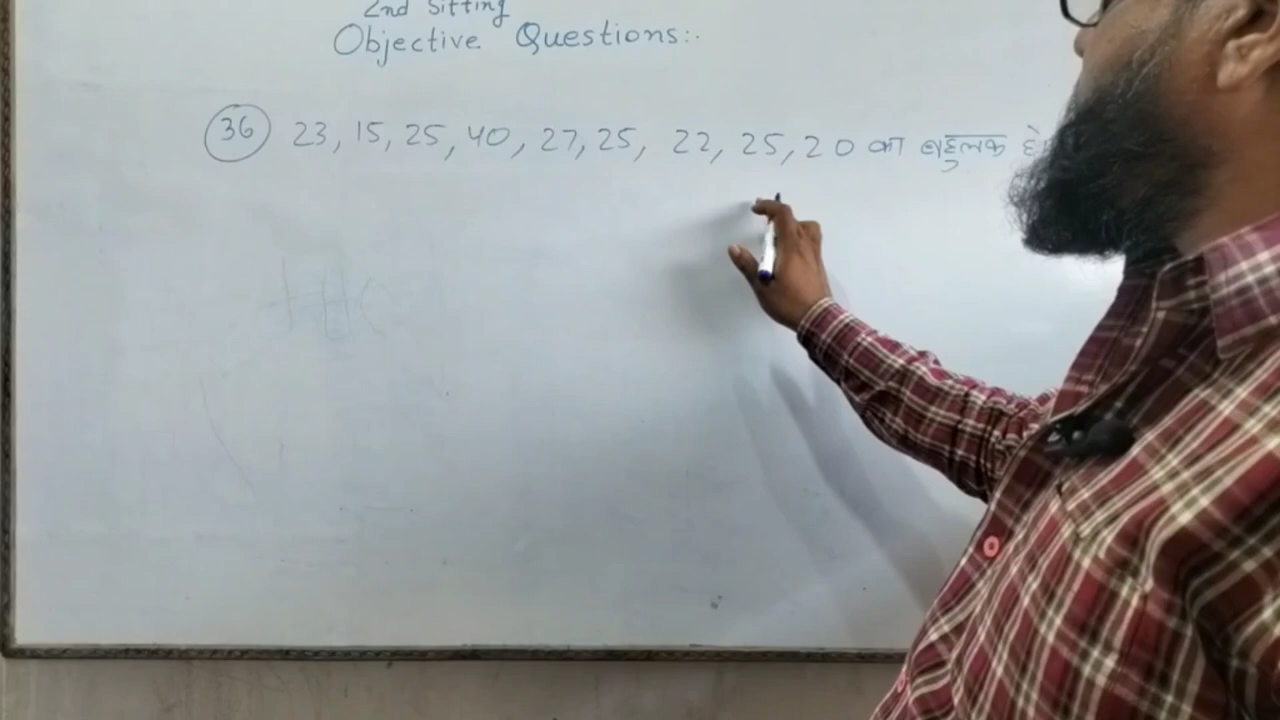 2nd Sitting
Objective Questions:.
36 23, 15, 25, 40, 27, 25, 22, 25, 20 का बहुलक